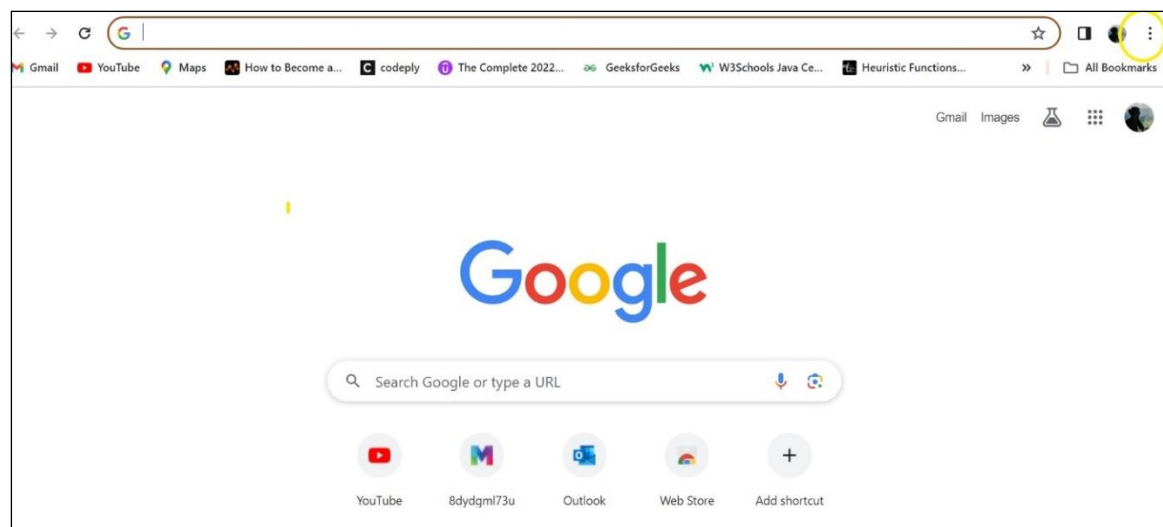 Gmail YouTube Maps How to Become a... codeply The Complete 2022... GeeksforGeeks W3Schools Java Ce... Heuristic Functions... » All Bookmarks
Gmail Images
Google
Search Google or type a URL
YouTube 8dydqml73u Outlook Web Store Add shortcut